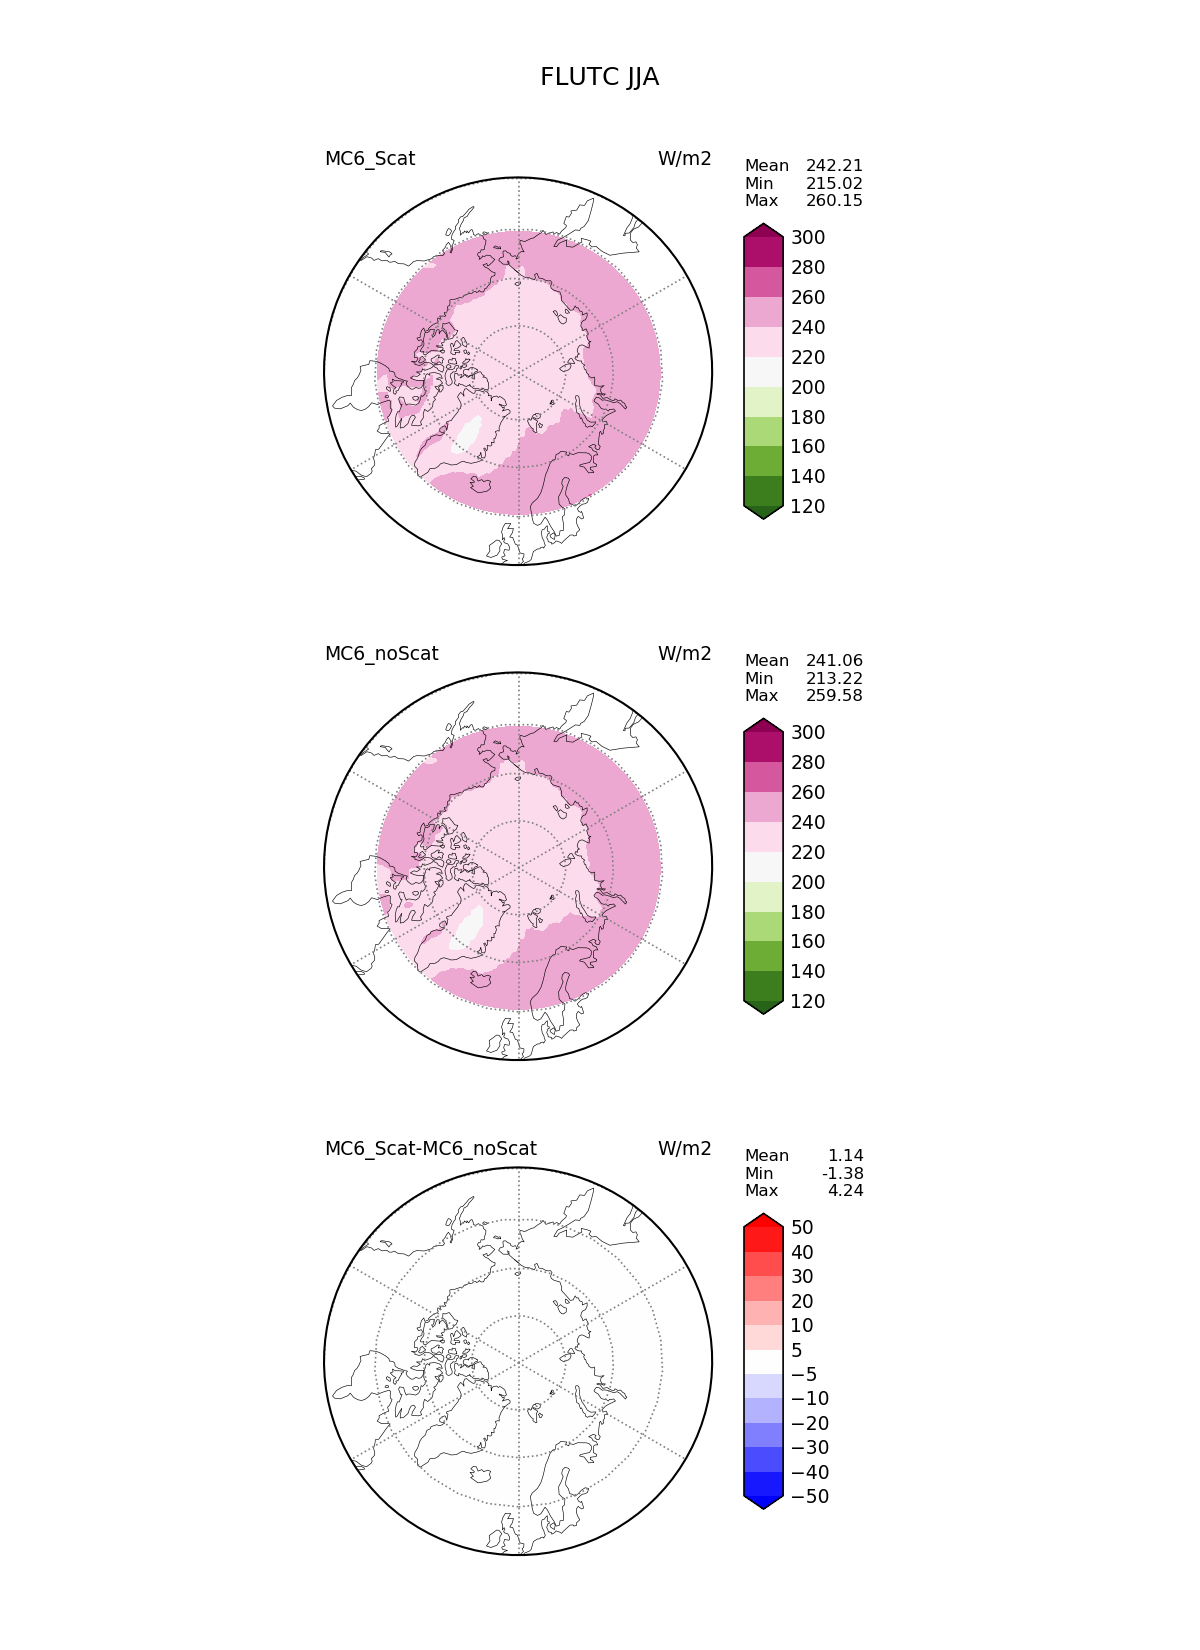 FLUTC JJA
MC6_Scat W/m2
Mean 242.21
Min 215.02
Max 260.15
300
280
260
240
220
200
180
160
140
120
MC6_noScat W/m2
Mean 241.06
Min 213.22
Max 259.58
300
280
260
240
220
200
180
160
140
120
MC6_Scat-MC6_noScat W/m2
Mean 1.14
Min -1.38
Max 4.24
50
40
30
20
10
5
−5
−10
−20
−30
−40
−50